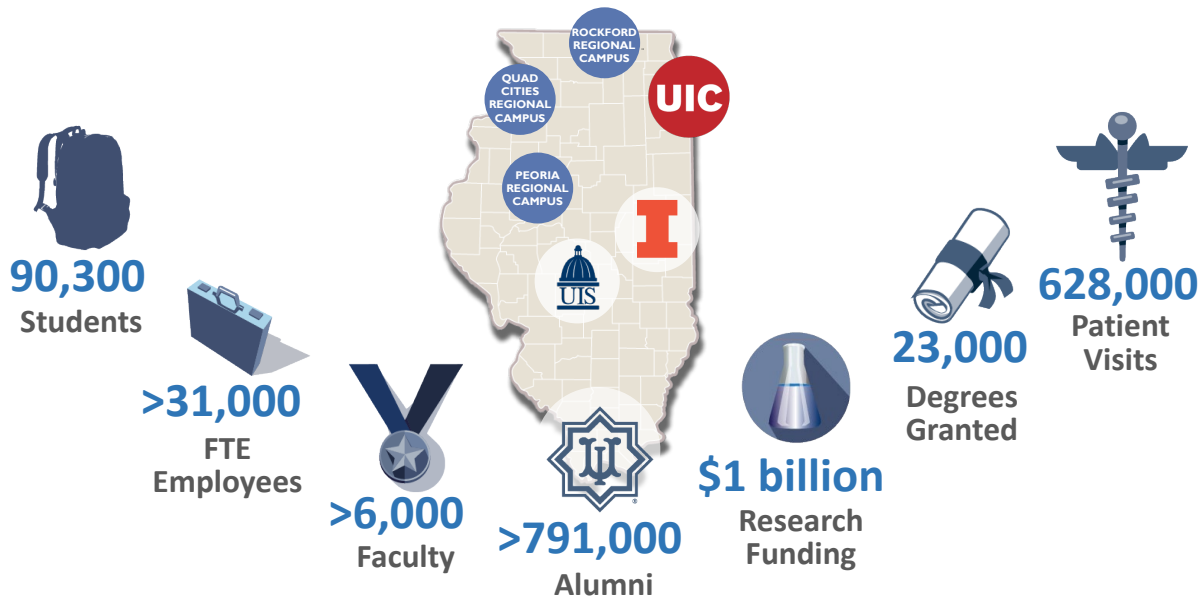 ROCKFORD
REGIONAL
CAMPUS
QUAD
CITIES
REGIONAL
CAMPUS
UIC
PEORIA
REGIONAL
CAMPUS
I
UIS
90,300
Students
>31,000
FTE
Employees
>6,000
Faculty
UI
®
>791,000
Alumni
$1 billion
Research
Funding
23,000
Degrees
Granted
628,000
Patient
Visits